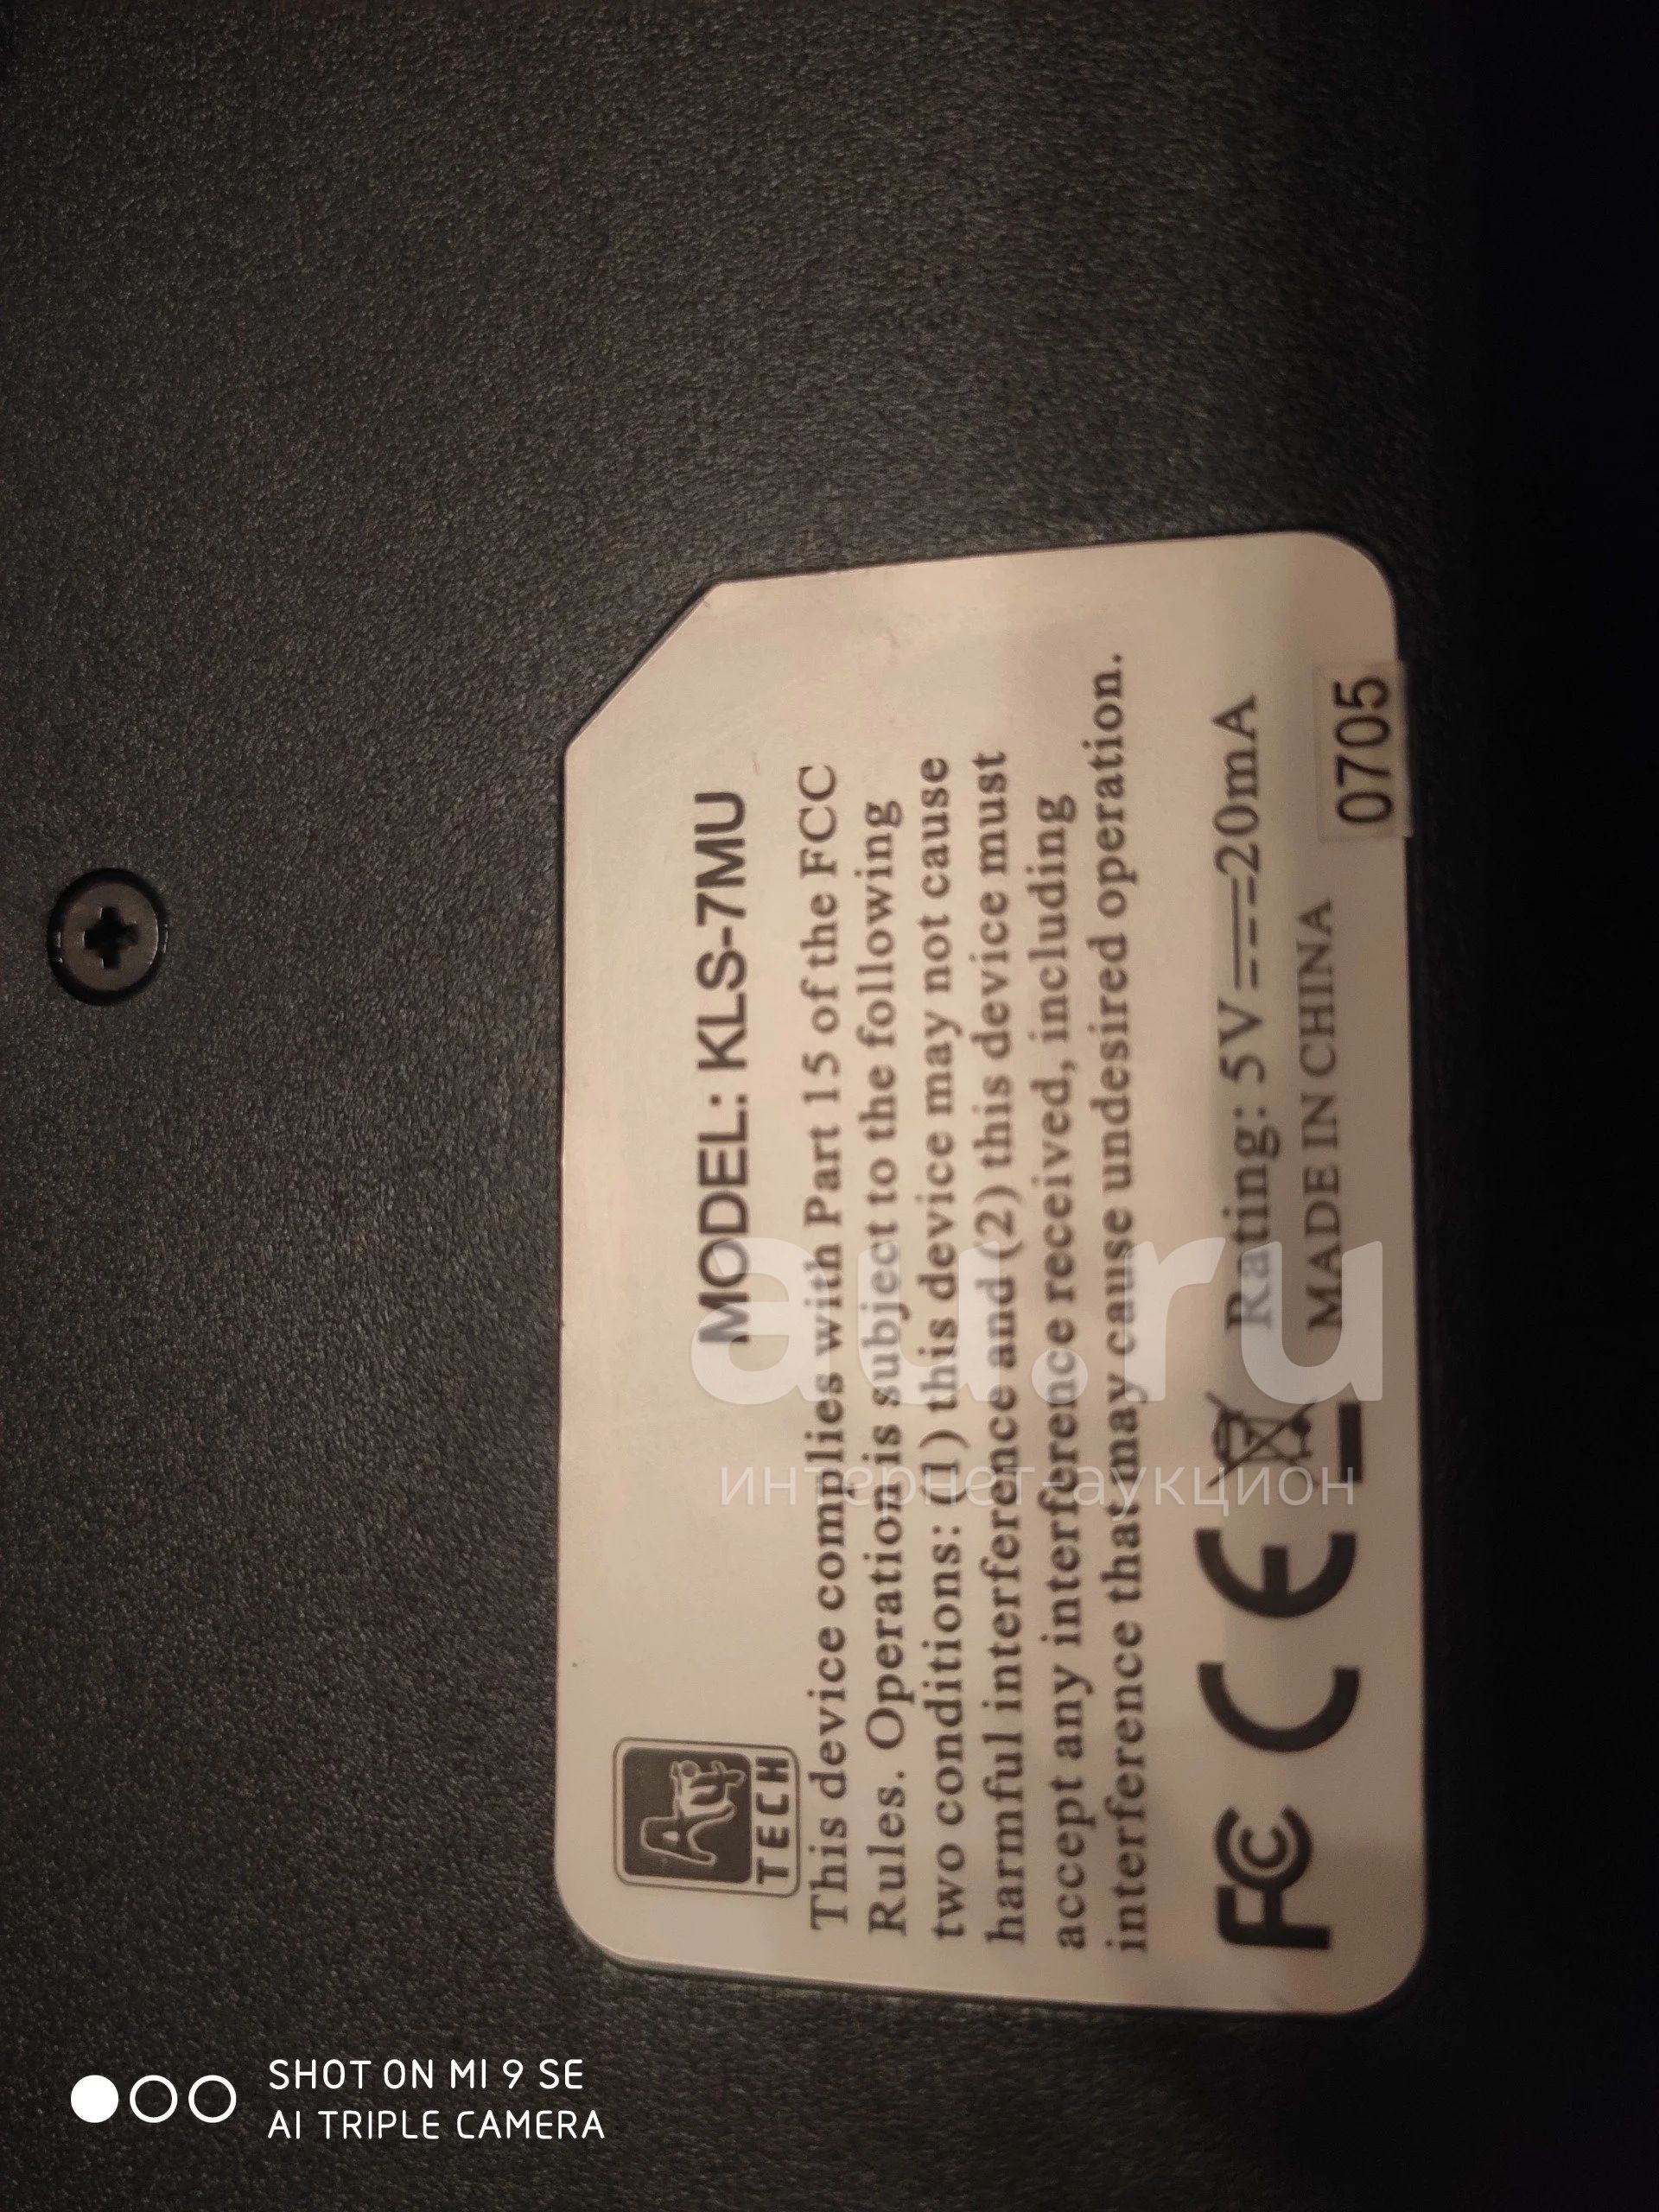 A4
TECH
MODEL: KLS-7MU
This device complies with Part 15 of the FCC
Rules. Operation is subject to the following
two conditions: (1) this device may not cause
harmful interference and (2) this device must
accept any interference received, including
interference that may cause undesired operation.
FC CE
Rating: 5V⎓20mA
MADE IN CHINA
0705
au.ru
интернет-аукцион
SHOT ON MI 9 SE
AI TRIPLE CAMERA